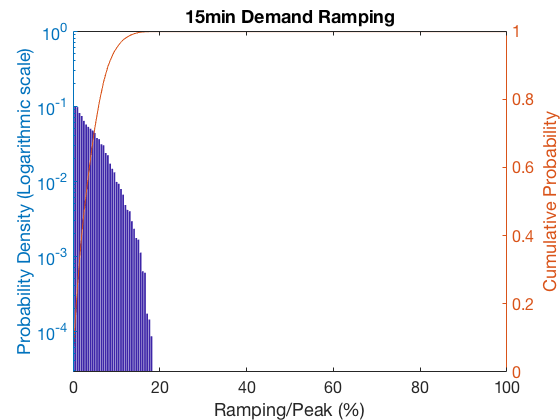 15min Demand Ramping
Probability Density (Logarithmic scale)
10^0
10^-1
10^-2
10^-3
10^-4
Cumulative Probability
1
0.8
0.6
0.4
0.2
0
0 20 40 60 80 100
Ramping/Peak (%)